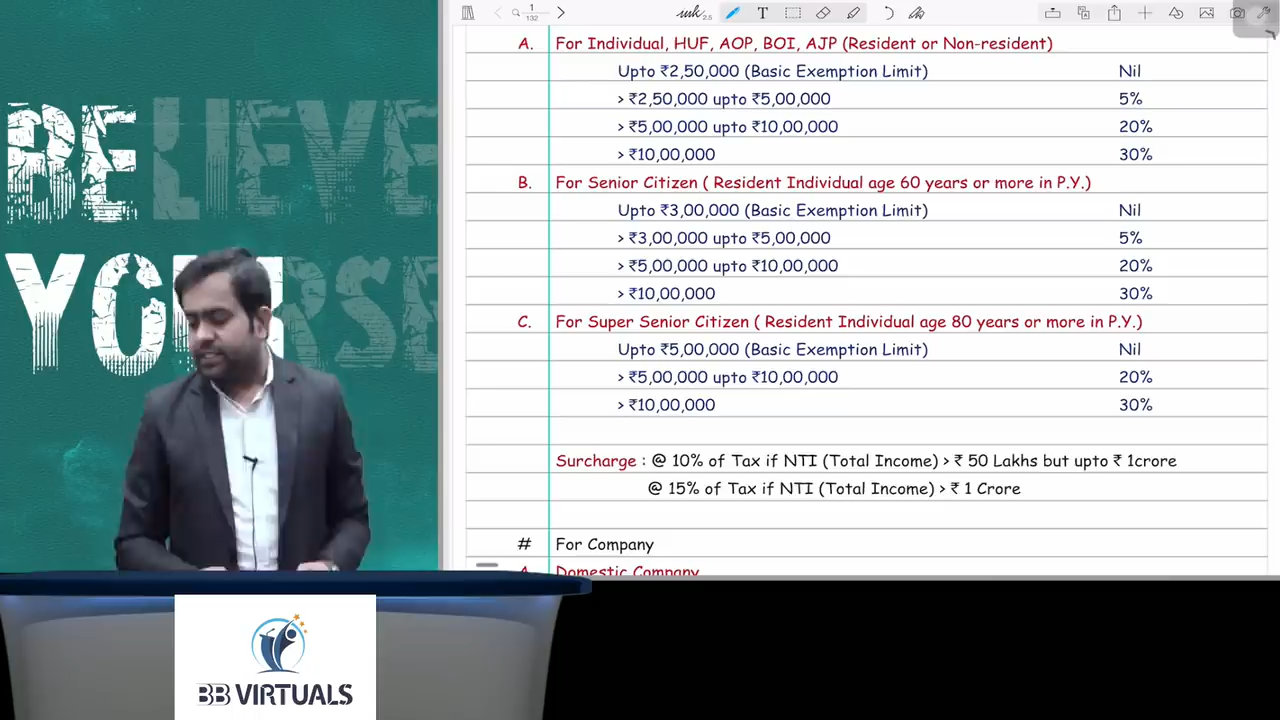 1
132
T
2.5
BELIEVE
YOURSE
A. For Individual, HUF, AOP, BOI, AJP (Resident or Non-resident)
Upto ₹2,50,000 (Basic Exemption Limit) Nil
> ₹2,50,000 upto ₹5,00,000 5%
> ₹5,00,000 upto ₹10,00,000 20%
> ₹10,00,000 30%
B. For Senior Citizen ( Resident Individual age 60 years or more in P.Y.)
Upto ₹3,00,000 (Basic Exemption Limit) Nil
> ₹3,00,000 upto ₹5,00,000 5%
> ₹5,00,000 upto ₹10,00,000 20%
> ₹10,00,000 30%
C. For Super Senior Citizen ( Resident Individual age 80 years or more in P.Y.)
Upto ₹5,00,000 (Basic Exemption Limit) Nil
> ₹5,00,000 upto ₹10,00,000 20%
> ₹10,00,000 30%
Surcharge : @ 10% of Tax if NTI (Total Income) > ₹ 50 Lakhs but upto ₹ 1crore
@ 15% of Tax if NTI (Total Income) > ₹ 1 Crore
# For Company
A. Domestic Company
BB VIRTUALS